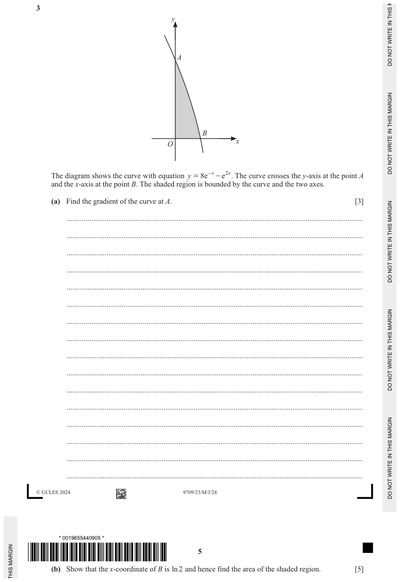 3
y
A
B
O
x
The diagram shows the curve with equation y = 8e⁻ˣ − e²ˣ. The curve crosses the y-axis at the point A
and the x-axis at the point B. The shaded region is bounded by the curve and the two axes.
(a) Find the gradient of the curve at A. [3]
DO NOT WRITE IN THIS MARGIN
DO NOT WRITE IN THIS MARGIN
DO NOT WRITE IN THIS MARGIN
DO NOT WRITE IN THIS MARGIN
DO NOT WRITE IN THIS MARGIN
© UCLES 2024
9709/23/M/J/24
* 0019655440905 *
5
THIS MARGIN
(b) Show that the x-coordinate of B is ln 2 and hence find the area of the shaded region. [5]